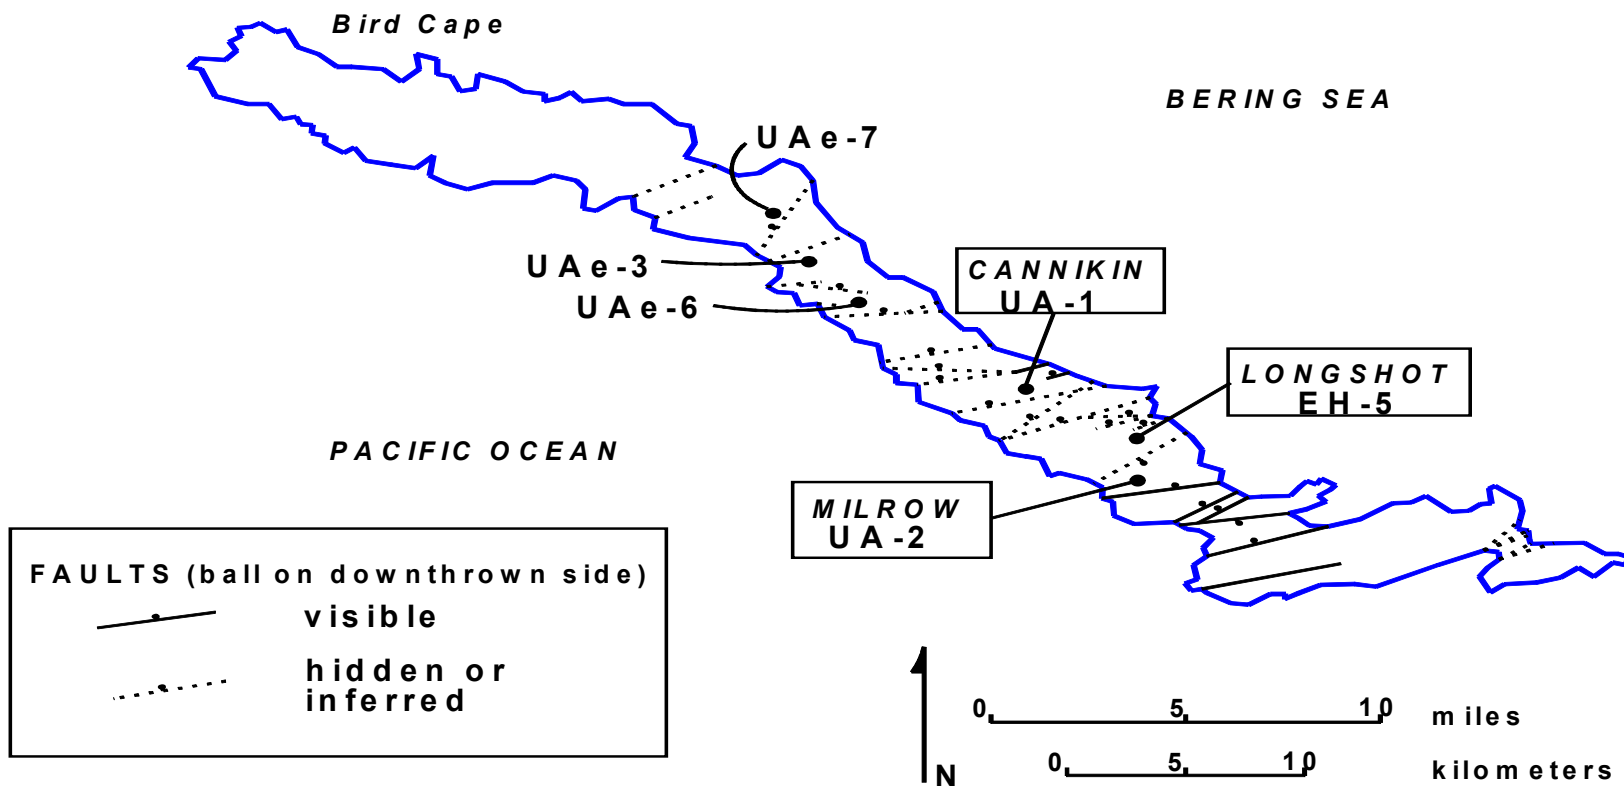 Bird Cape
BERING SEA
UAe-7
UAe-3
UAe-6
CANNIKIN
UA-1
LONGSHOT
EH-5
PACIFIC OCEAN
MILROW
UA-2
FAULTS (ball on downthrown side)
visible
hidden or
inferred
0 5 10 miles
N
0 5 10 kilometers